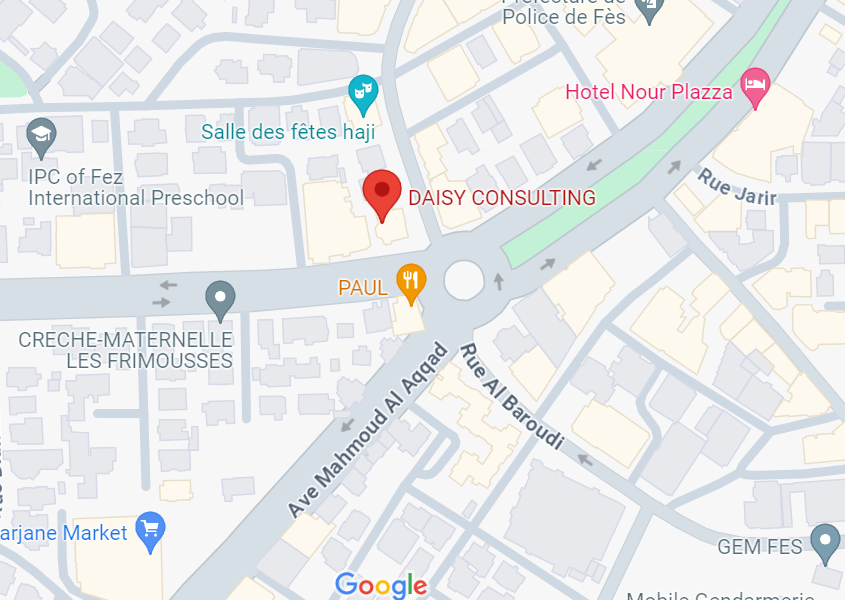 Préfecture de
Police de Fès
Hotel Nour Plazza
Salle des fêtes haji
IPC of Fez
International Preschool
DAISY CONSULTING
Rue Jarir
PAUL
CRECHE-MATERNELLE
LES FRIMOUSSES
Rue Al Baroudi
Ave Mahmoud Al Aqqad
arjane Market
GEM FES
Google
Mobile Gendarmerie